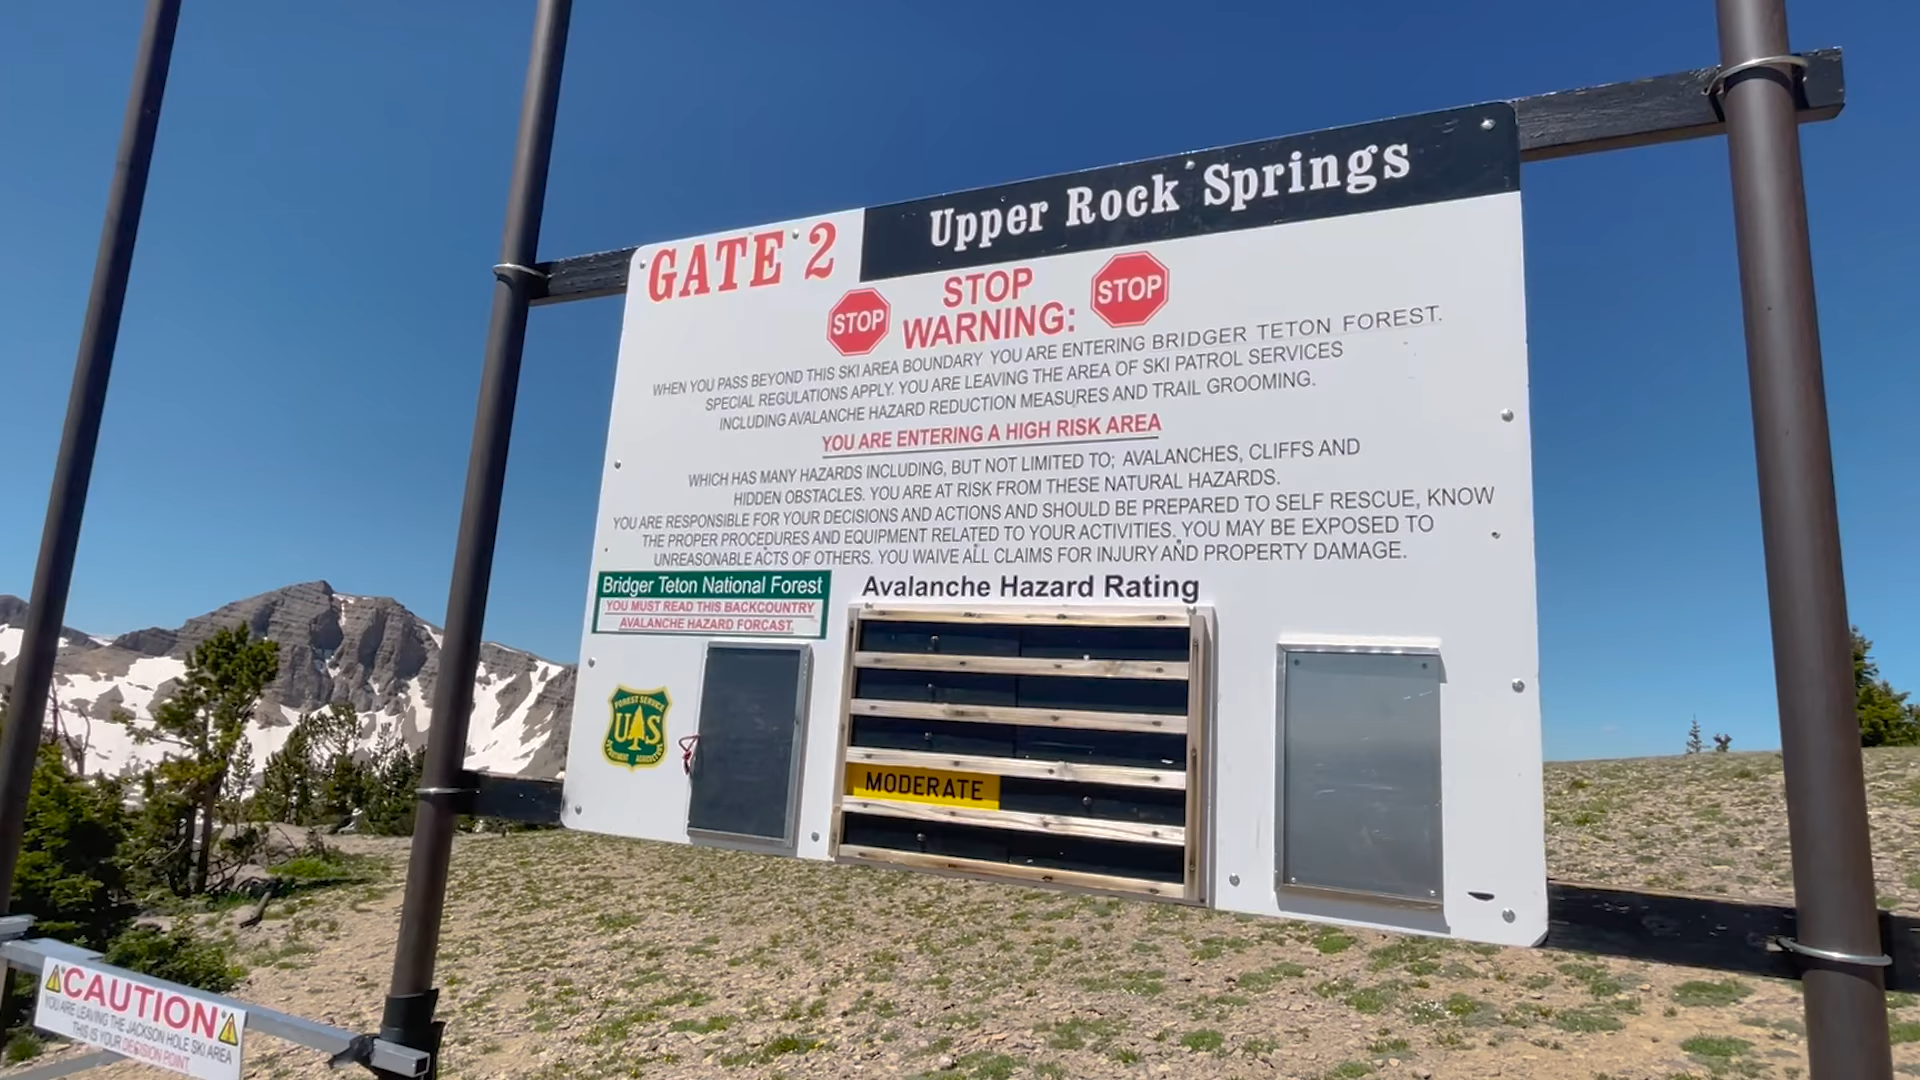 GATE 2
Upper Rock Springs
STOP
STOP
WARNING:
STOP
STOP
WHEN YOU PASS BEYOND THIS SKI AREA BOUNDARY YOU ARE ENTERING BRIDGER TETON FOREST.
SPECIAL REGULATIONS APPLY. YOU ARE LEAVING THE AREA OF SKI PATROL SERVICES
INCLUDING AVALANCHE HAZARD REDUCTION MEASURES AND TRAIL GROOMING.
YOU ARE ENTERING A HIGH RISK AREA
WHICH HAS MANY HAZARDS INCLUDING, BUT NOT LIMITED TO; AVALANCHES, CLIFFS AND
HIDDEN OBSTACLES. YOU ARE AT RISK FROM THESE NATURAL HAZARDS.
YOU ARE RESPONSIBLE FOR YOUR DECISIONS AND ACTIONS AND SHOULD BE PREPARED TO SELF RESCUE, KNOW
THE PROPER PROCEDURES AND EQUIPMENT RELATED TO YOUR ACTIVITIES. YOU MAY BE EXPOSED TO
UNREASONABLE ACTS OF OTHERS. YOU WAIVE ALL CLAIMS FOR INJURY AND PROPERTY DAMAGE.
Bridger Teton National Forest
YOU MUST READ THIS BACKCOUNTRY
AVALANCHE HAZARD FORCAST.
Avalanche Hazard Rating
FOREST SERVICE
U S
DEPARTMENT AGRICULTURE
MODERATE
CAUTION
YOU ARE LEAVING THE JACKSON HOLE SKI AREA
THIS IS YOUR DECISION POINT